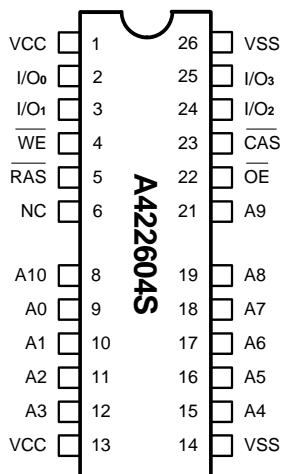 VCC 1 26 VSS
I/O0 2 25 I/O3
I/O1 3 24 I/O2
WE 4 23 CAS
RAS 5 22 OE
NC 6 21 A9
A422604S
A10 8 19 A8
A0 9 18 A7
A1 10 17 A6
A2 11 16 A5
A3 12 15 A4
VCC 13 14 VSS